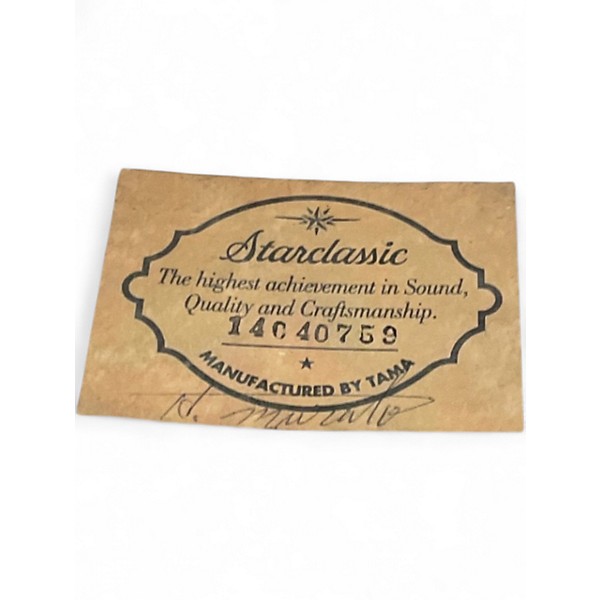 Starclassic
The highest achievement in Sound,
Quality and Craftsmanship.
14C40759
MANUFACTURED BY TAMA
H.